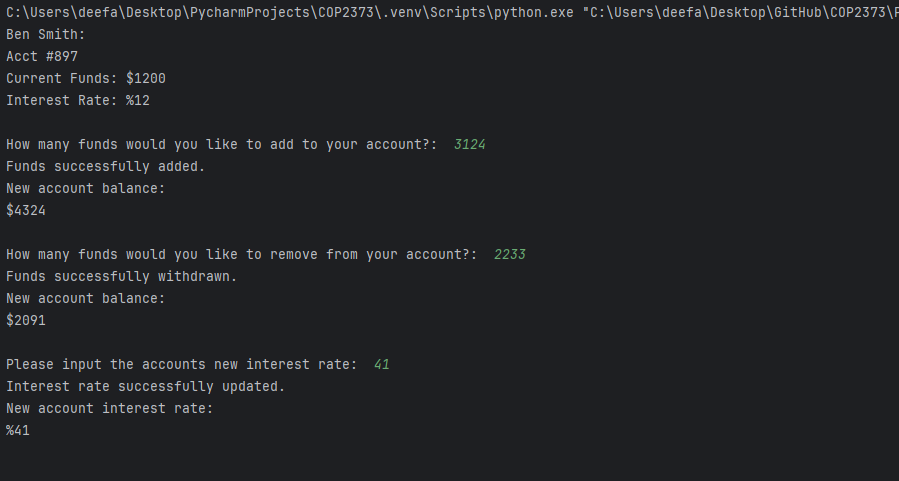 C:\Users\deefa\Desktop\PycharmProjects\COP2373\.venv\Scripts\python.exe "C:\Users\deefa\Desktop\GitHub\COP2373\
Ben Smith:
Acct #897
Current Funds: $1200
Interest Rate: %12
How many funds would you like to add to your account?:  3124
Funds successfully added.
New account balance:
$4324
How many funds would you like to remove from your account?:  2233
Funds successfully withdrawn.
New account balance:
$2091
Please input the accounts new interest rate:  41
Interest rate successfully updated.
New account interest rate:
%41